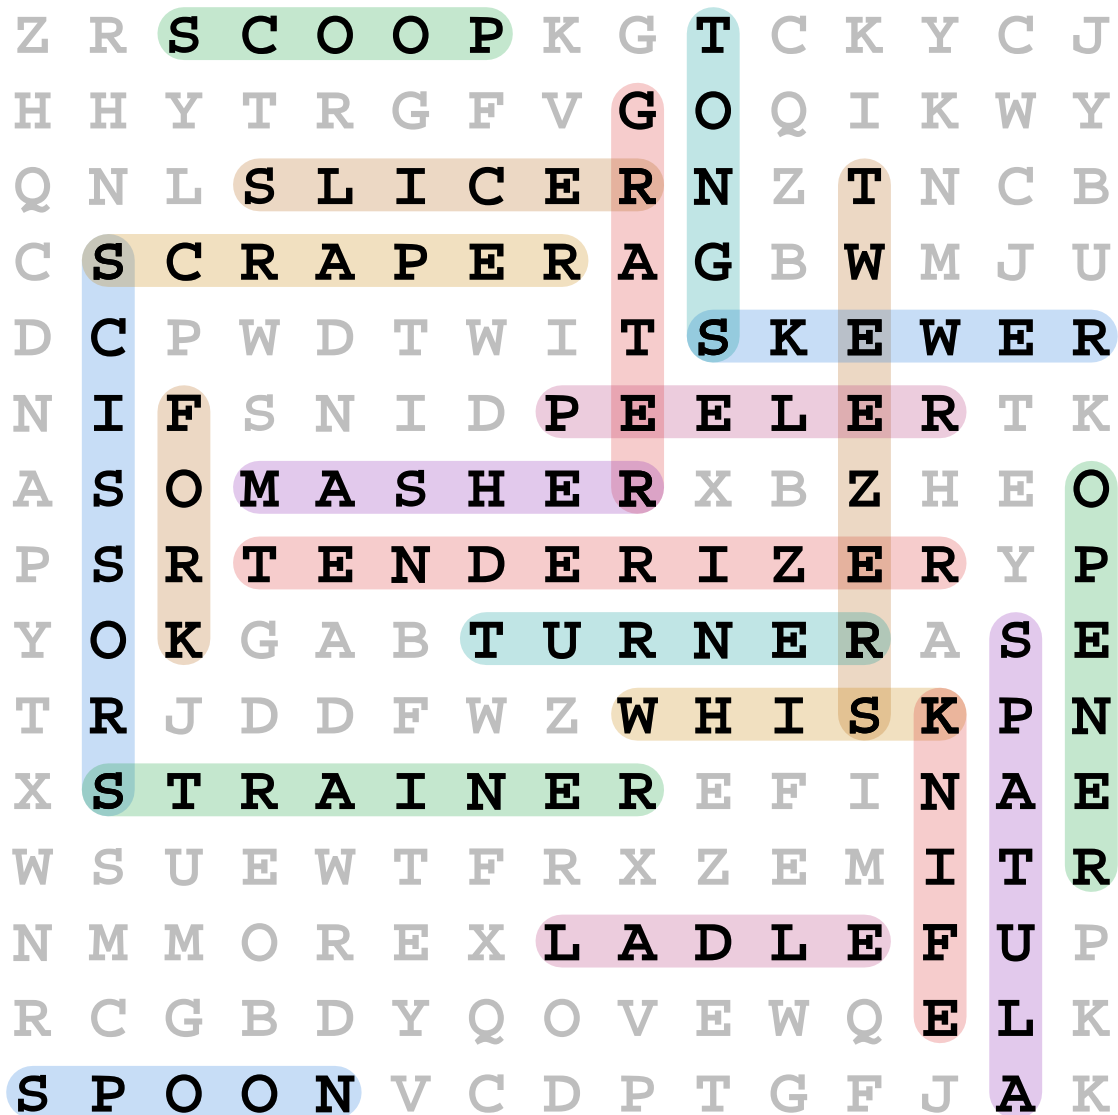 Z R S C O O P K G T C K Y C J
H H Y T R G F V G O Q I K W Y
Q N L S L I C E R N Z T N C B
C S C R A P E R A G B W M J U
D C P W D T W I T S K E W E R
N I F S N I D P E E L E R T K
A S O M A S H E R X B Z H E O
P S R T E N D E R I Z E R Y P
Y O K G A B T U R N E R A S E
T R J D D F W Z W H I S K P N
X S T R A I N E R E F I N A E
W S U E W T F R X Z E M I T R
N M M O R E X L A D L E F U P
R C G B D Y Q O V E W Q E L K
S P O O N V C D P T G F J A K